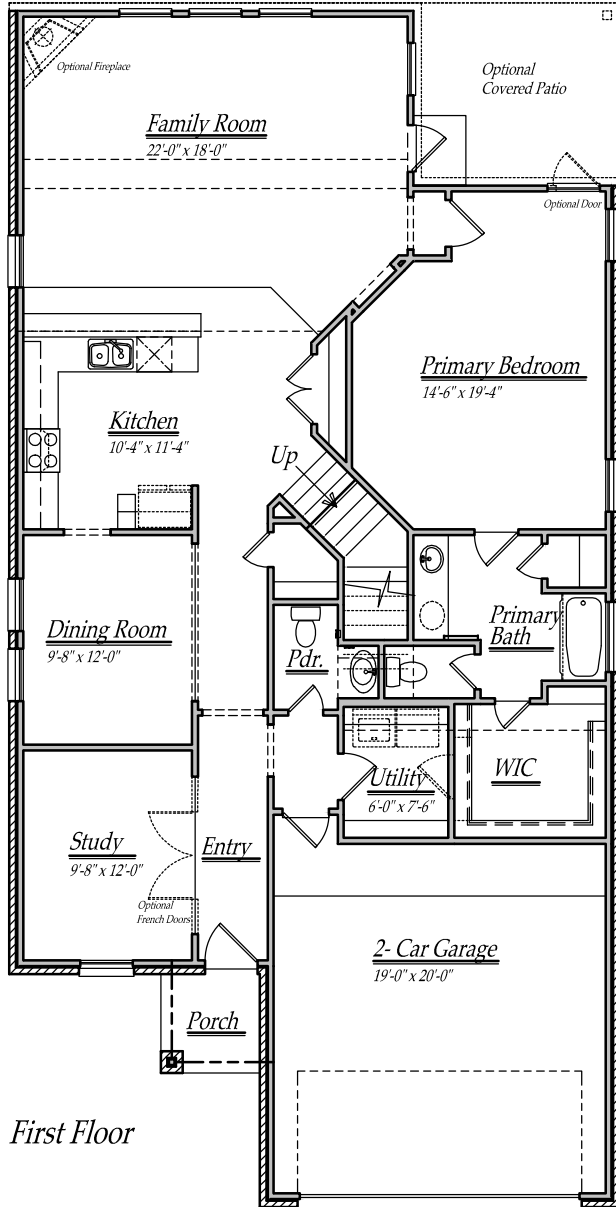 Optional Fireplace
Optional
Covered Patio
Family Room
22'-0" x 18'-0"
Optional Door
Primary Bedroom
14'-6" x 19'-4"
Kitchen
10'-4" x 11'-4"
Up
Dining Room
9'-8" x 12'-0"
Primary
Bath
Pdr.
WIC
Utility
6'-0" x 7'-6"
Study
9'-8" x 12'-0"
Entry
Optional
French Doors
2- Car Garage
19'-0" x 20'-0"
Porch
First Floor